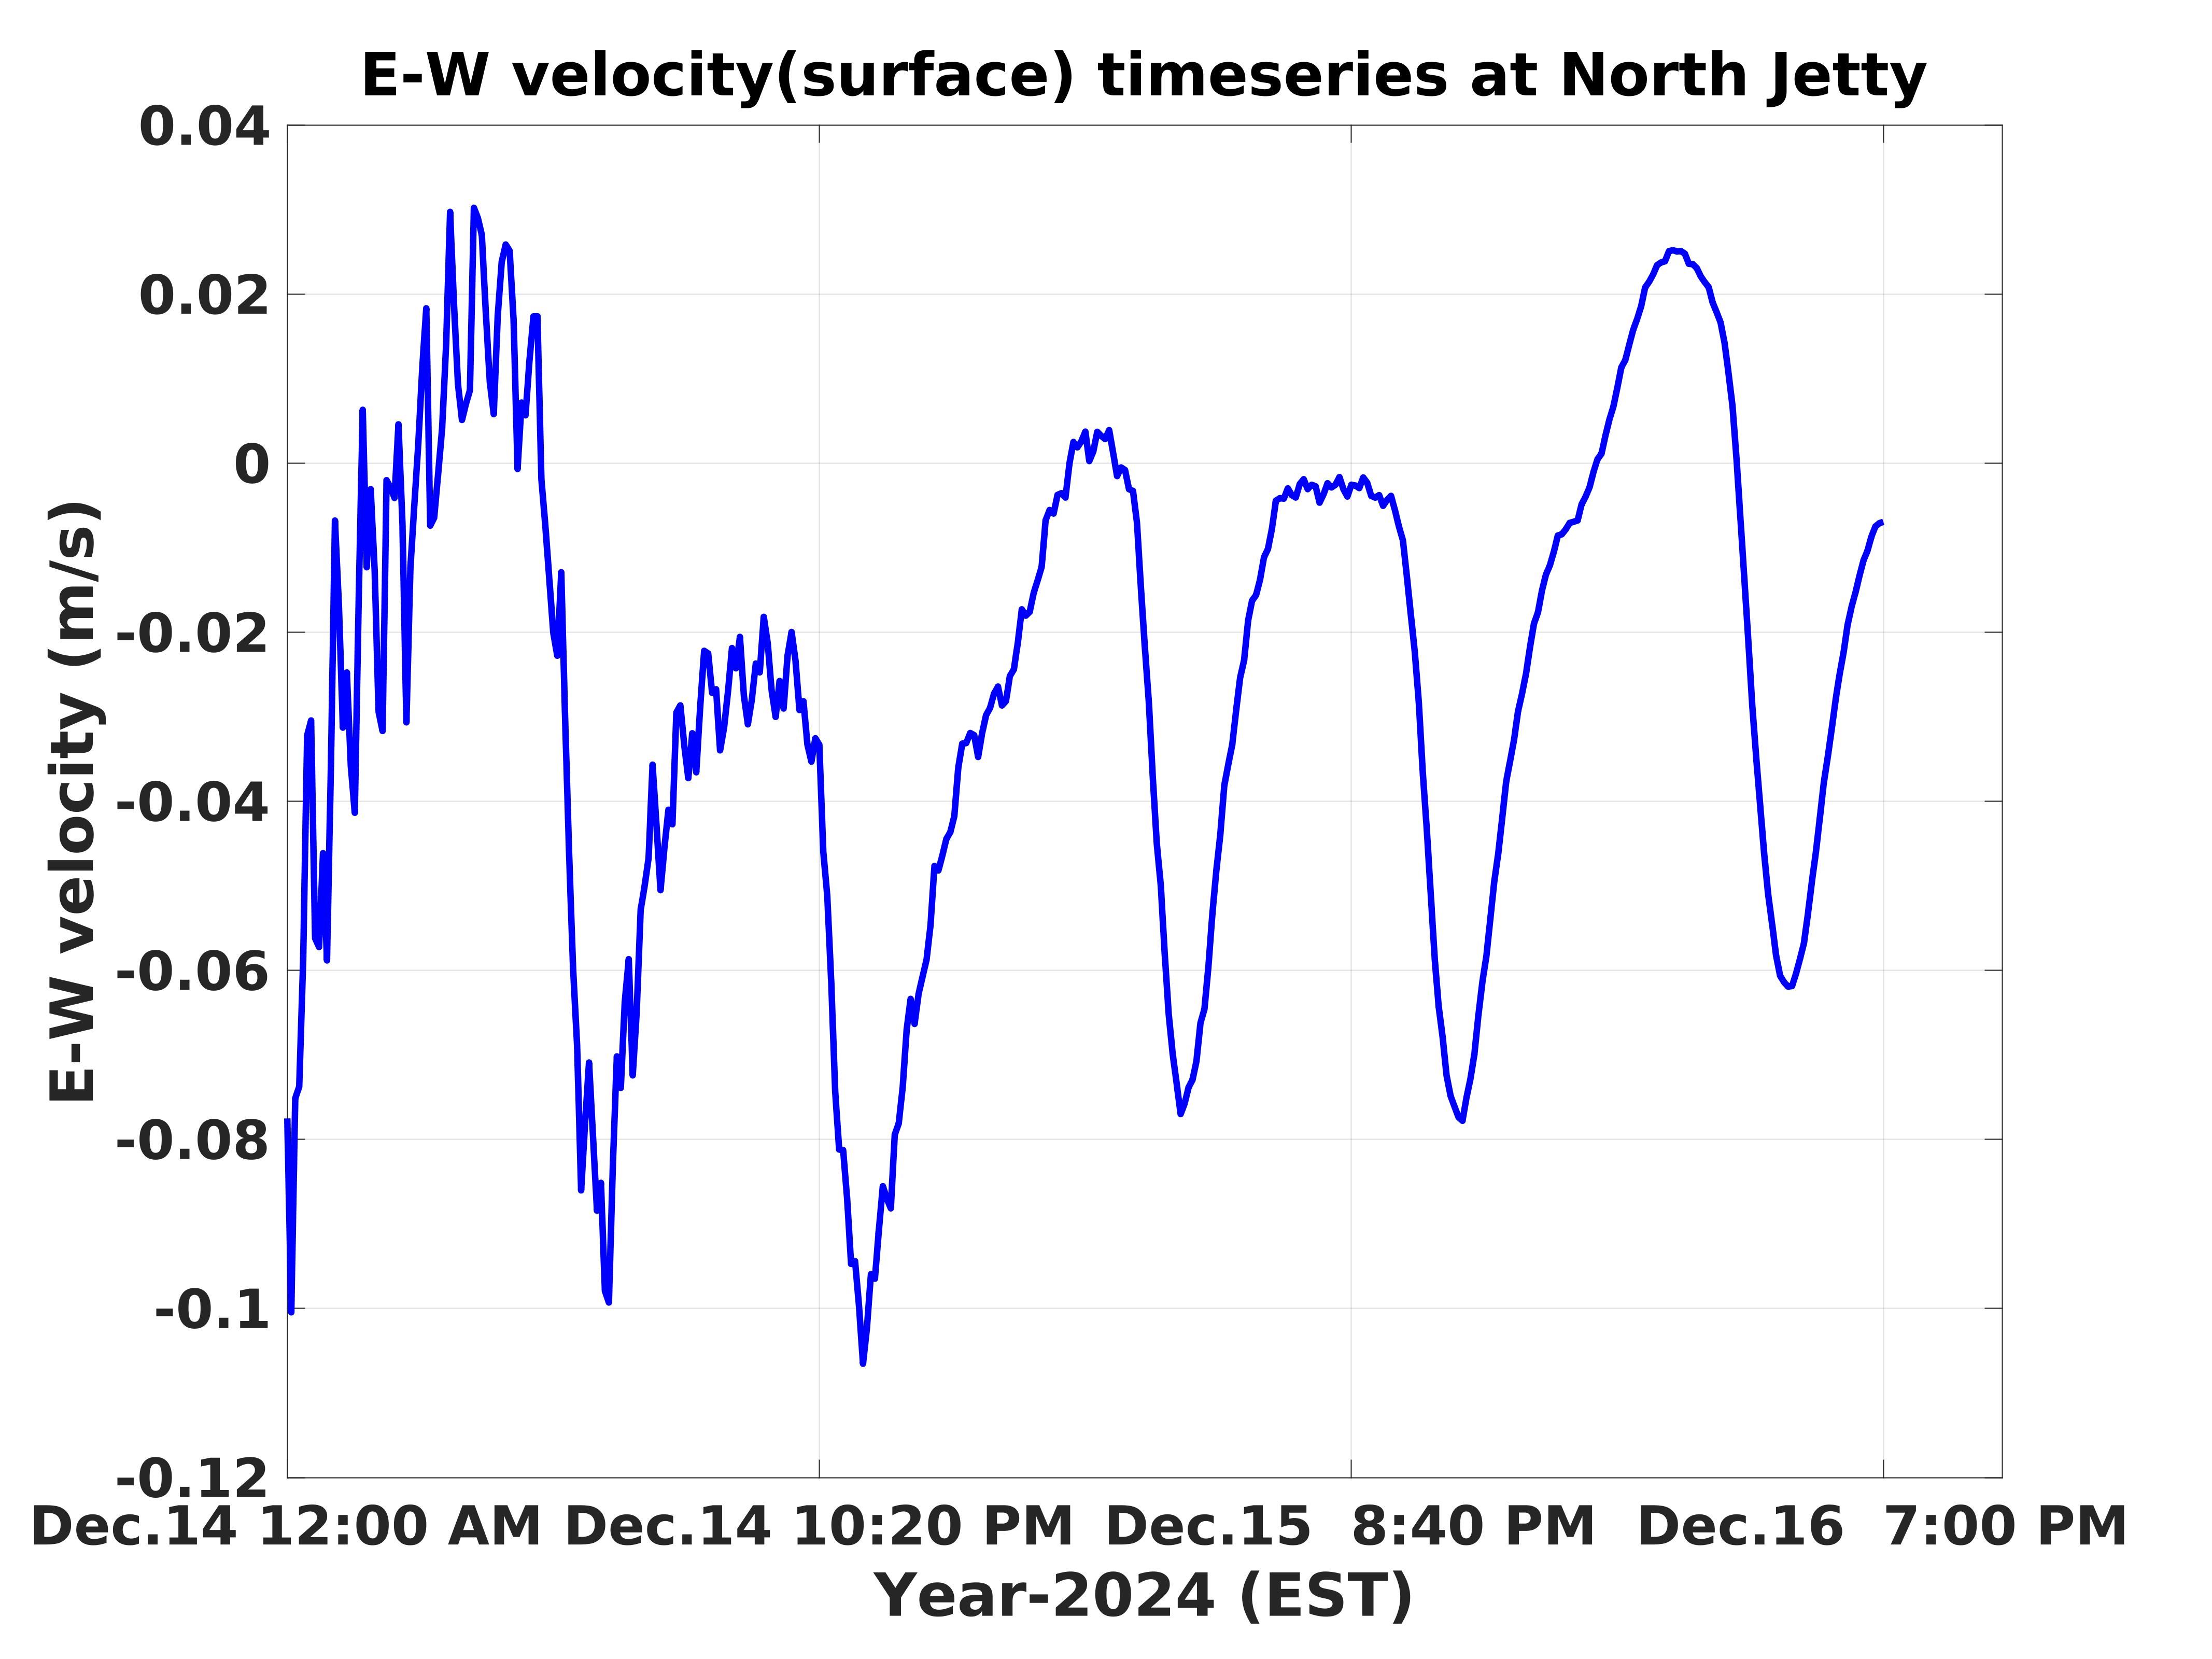 E-W velocity(surface) timeseries at North Jetty
E-W velocity (m/s)
0.04
0.02
0
-0.02
-0.04
-0.06
-0.08
-0.1
-0.12
Dec.14 12:00 AM Dec.14 10:20 PM Dec.15 8:40 PM Dec.16 7:00 PM
Year-2024 (EST)